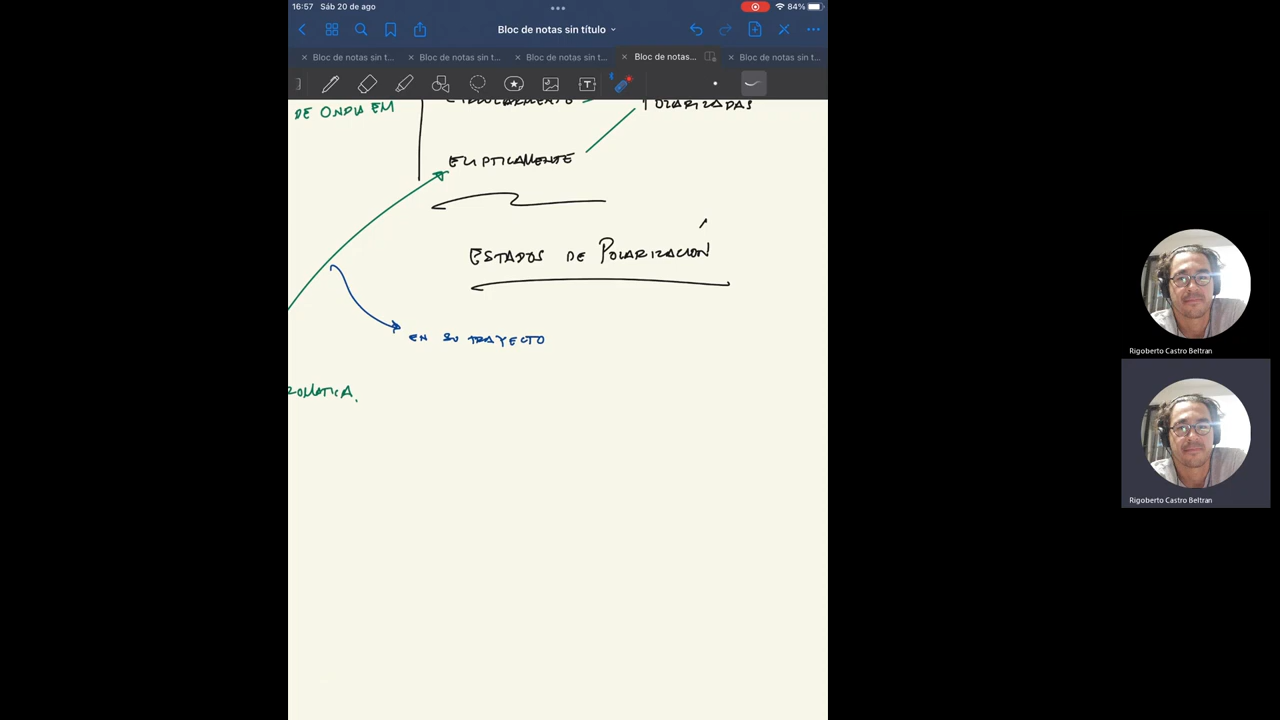 16:57 Sáb 20 de ago
84%
Bloc de notas sin título
Bloc de notas sin t...
Bloc de notas sin t...
Bloc de notas sin t...
Bloc de notas...
Bloc de notas sin t...
DE ONDA EM
POLARIZADAS
ELIPTICAMENTE
ESTADOS DE POLARIZACIÓN
EN SU TRAYECTO
Rigoberto Castro Beltran
Rigoberto Castro Beltran